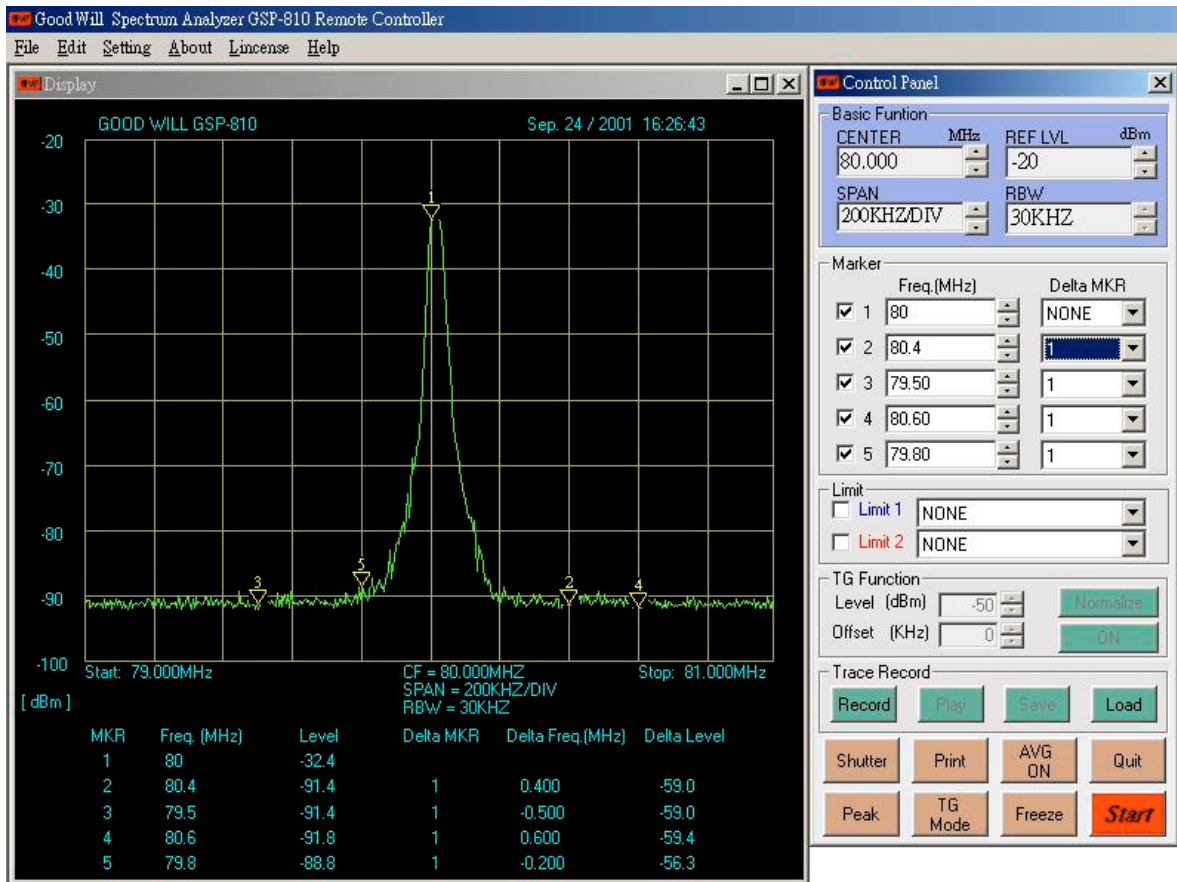 Good Will Spectrum Analyzer GSP-810 Remote Controller
File Edit Setting About Lincense Help
Display
GOOD WILL GSP-810 Sep. 24 / 2001 16:26:43
-20
-30
-40
-50
-60
-70
-80
-90
-100
[ dBm ]
1
3
5
2
4
Start: 79.000MHz CF = 80.000MHZ Stop: 81.000MHz
SPAN = 200KHZ/DIV
RBW = 30KHZ
MKR Freq. (MHz) Level Delta MKR Delta Freq.(MHz) Delta Level
1 80 -32.4
2 80.4 -91.4 1 0.400 -59.0
3 79.5 -91.4 1 -0.500 -59.0
4 80.6 -91.8 1 0.600 -59.4
5 79.8 -88.8 1 -0.200 -56.3
Control Panel
Basic Funtion
CENTER MHz REF LVL dBm
80.000 -20
SPAN RBW
200KHZ/DIV 30KHZ
Marker
Freq.(MHz) Delta MKR
1 80 NONE
2 80.4 1
3 79.50 1
4 80.60 1
5 79.80 1
Limit
Limit 1 NONE
Limit 2 NONE
TG Function
Level (dBm) -50 Normalize
Offset (KHz) 0 ON
Trace Record
Record Play Save Load
Shutter Print AVG ON Quit
Peak TG Mode Freeze Start